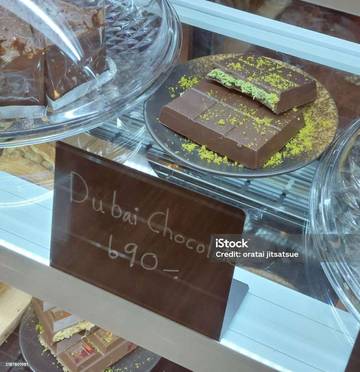 Dubai Chocol
690.-
iStock
Credit: oratai jitsatsue